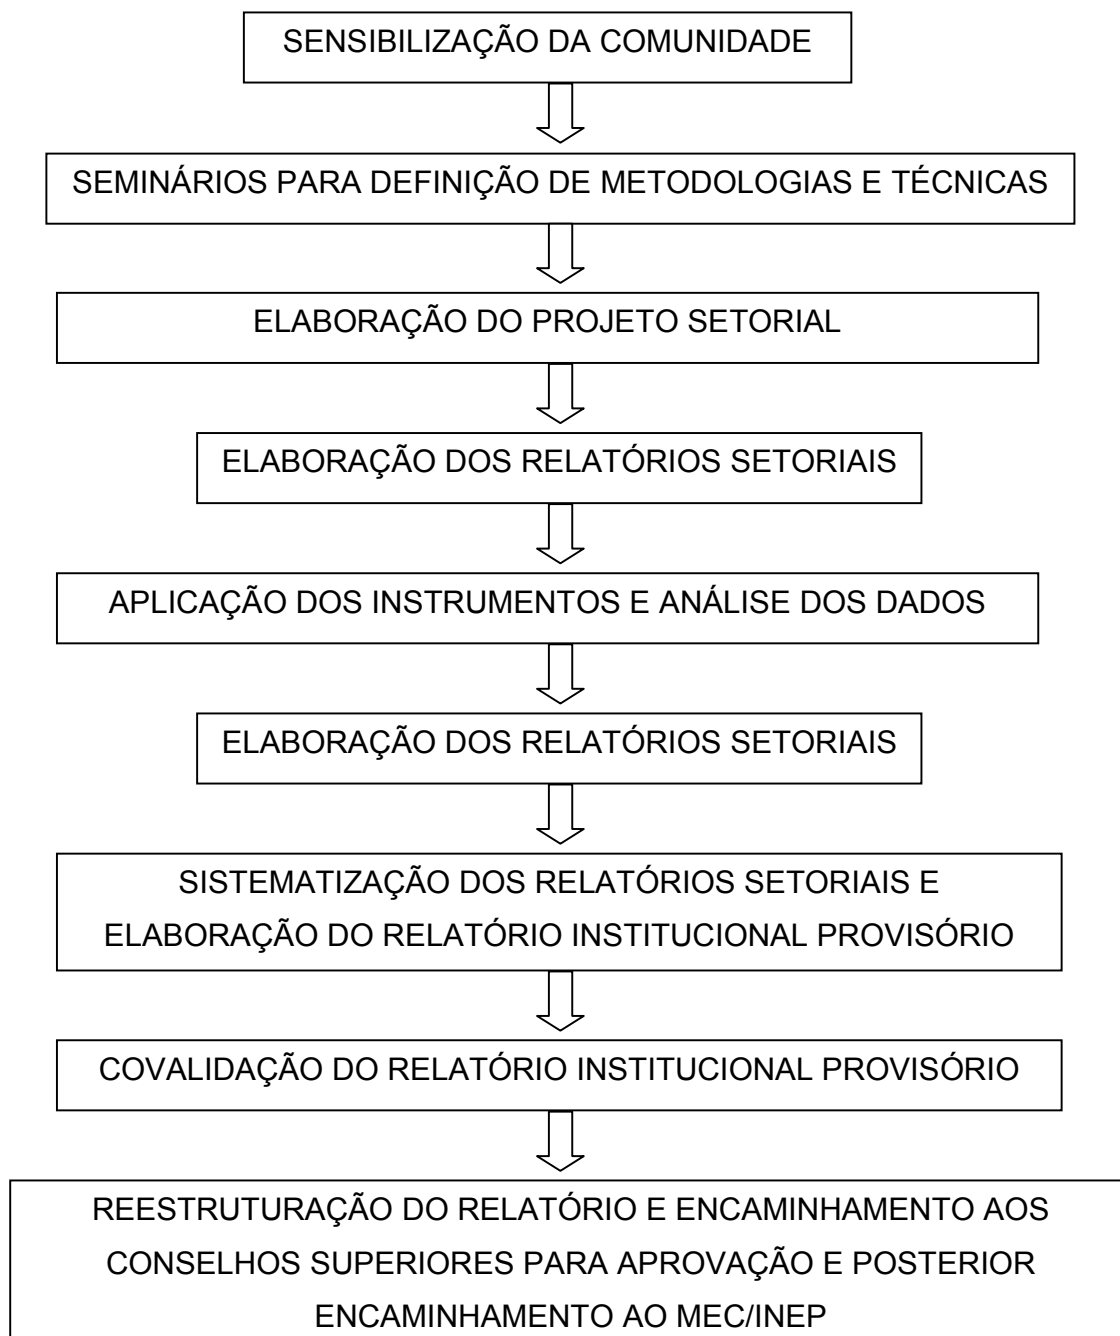 SENSIBILIZAÇÃO DA COMUNIDADE
SEMINÁRIOS PARA DEFINIÇÃO DE METODOLOGIAS E TÉCNICAS
ELABORAÇÃO DO PROJETO SETORIAL
ELABORAÇÃO DOS RELATÓRIOS SETORIAIS
APLICAÇÃO DOS INSTRUMENTOS E ANÁLISE DOS DADOS
ELABORAÇÃO DOS RELATÓRIOS SETORIAIS
SISTEMATIZAÇÃO DOS RELATÓRIOS SETORIAIS E
ELABORAÇÃO DO RELATÓRIO INSTITUCIONAL PROVISÓRIO
COVALIDAÇÃO DO RELATÓRIO INSTITUCIONAL PROVISÓRIO
REESTRUTURAÇÃO DO RELATÓRIO E ENCAMINHAMENTO AOS
CONSELHOS SUPERIORES PARA APROVAÇÃO E POSTERIOR
ENCAMINHAMENTO AO MEC/INEP